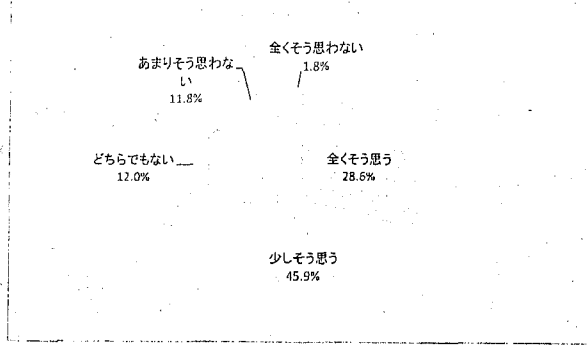 全くそう思わない
1.8%
あまりそう思わな
い
11.8%
どちらでもない
12.0%
全くそう思う
28.6%
少しそう思う
45.9%